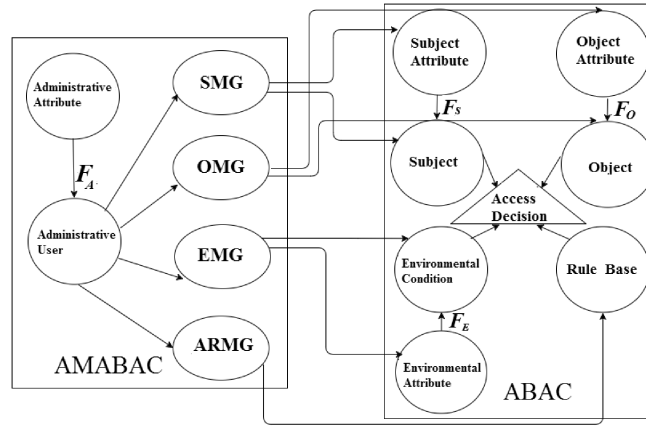 Administrative
Attribute
F_A.
Administrative
User
SMG
OMG
EMG
ARMG
AMABAC
Subject
Attribute
Object
Attribute
F_S
F_O
Subject
Object
Access
Decision
Environmental
Condition
Rule Base
F_E
Environmental
Attribute
ABAC